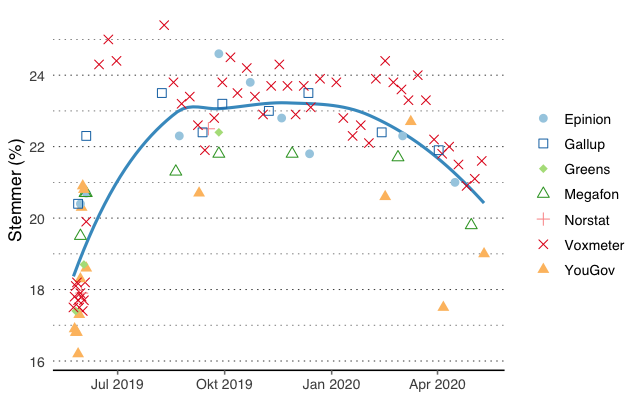 Stemmer (%)
24
22
20
18
16
Jul 2019
Okt 2019
Jan 2020
Apr 2020
Epinion
Gallup
Greens
Megafon
Norstat
Voxmeter
YouGov